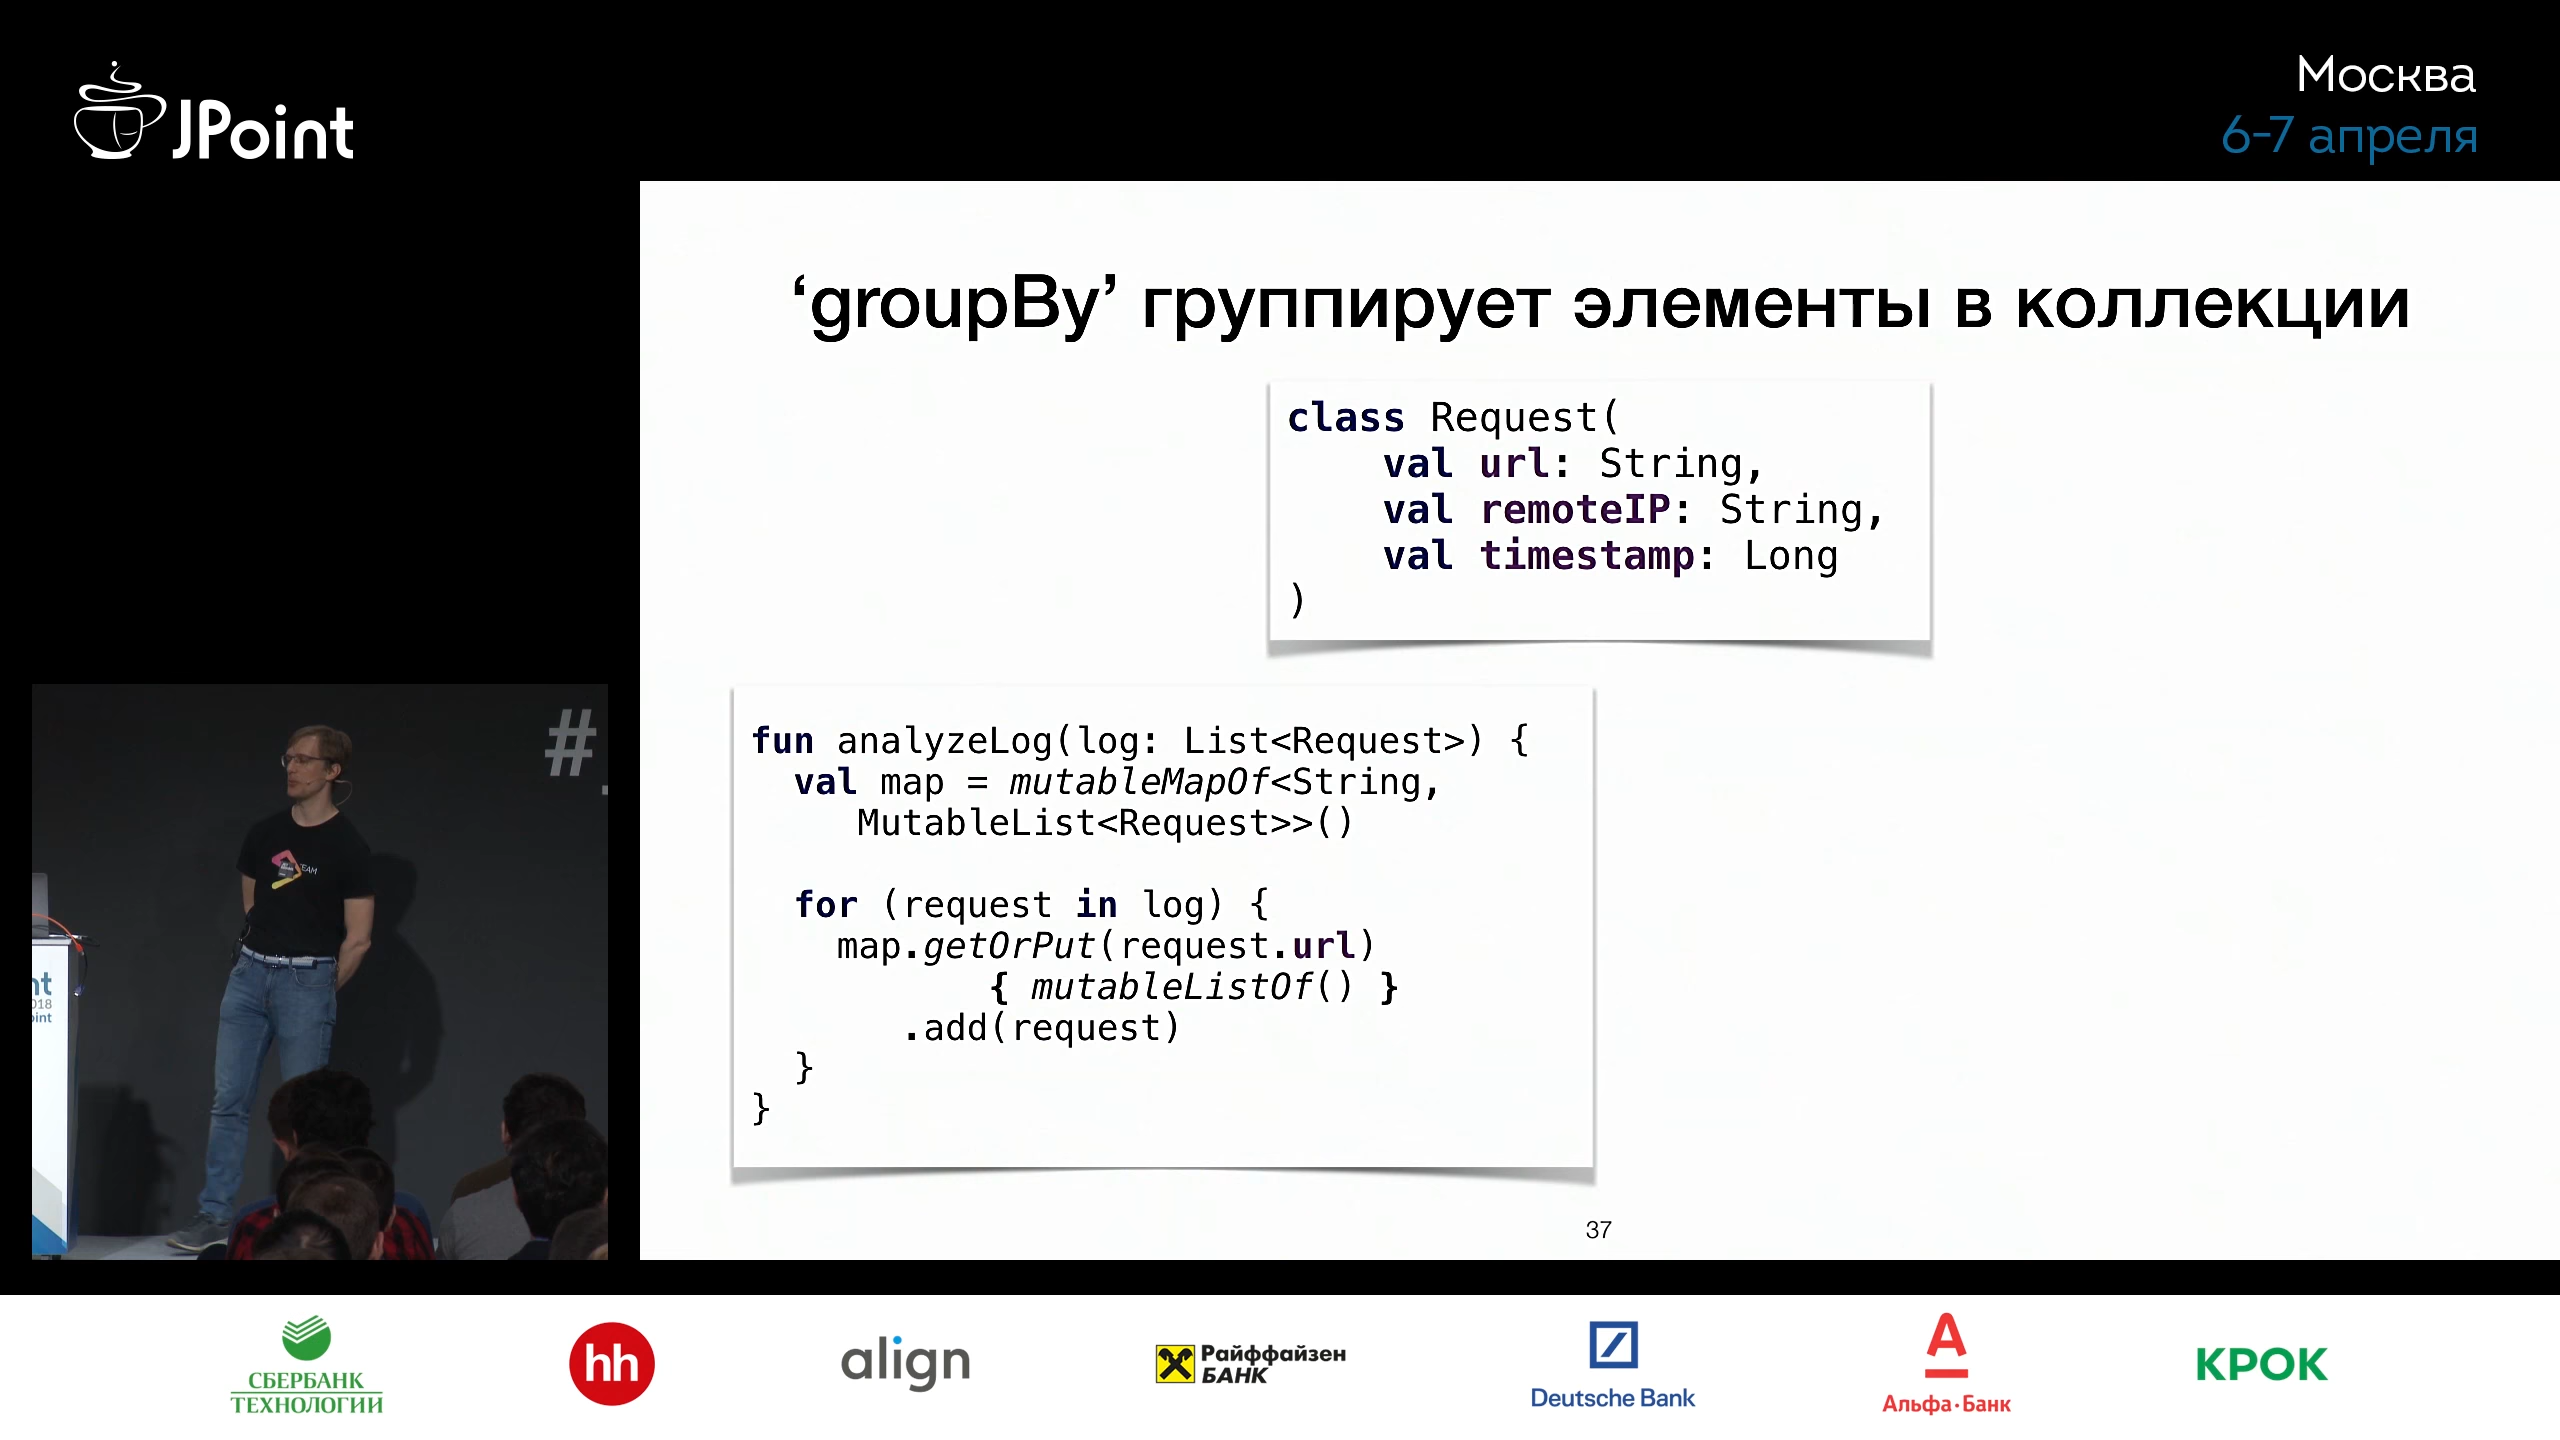 JPoint
Москва
6-7 апреля
‘groupBy’ группирует элементы в коллекции
class Request(
val url: String,
val remoteIP: String,
val timestamp: Long
)
fun analyzeLog(log: List<Request>) {
val map = mutableMapOf<String,
MutableList<Request>>()
for (request in log) {
map.getOrPut(request.url)
{ mutableListOf() }
.add(request)
}
}
37
#
СБЕРБАНК
ТЕХНОЛОГИИ
hh
align
Райффайзен
БАНК
Deutsche Bank
А
Альфа·Банк
КРОК